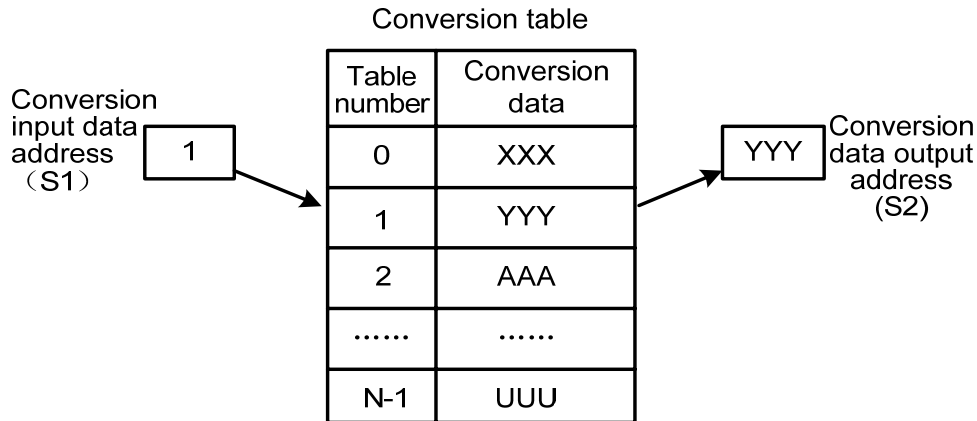 Conversion table
Table number
Conversion data
Conversion
input data
address
（S1）
1
0
XXX
1
YYY
2
AAA
······
······
N-1
UUU
YYY
Conversion
data output
address
(S2)